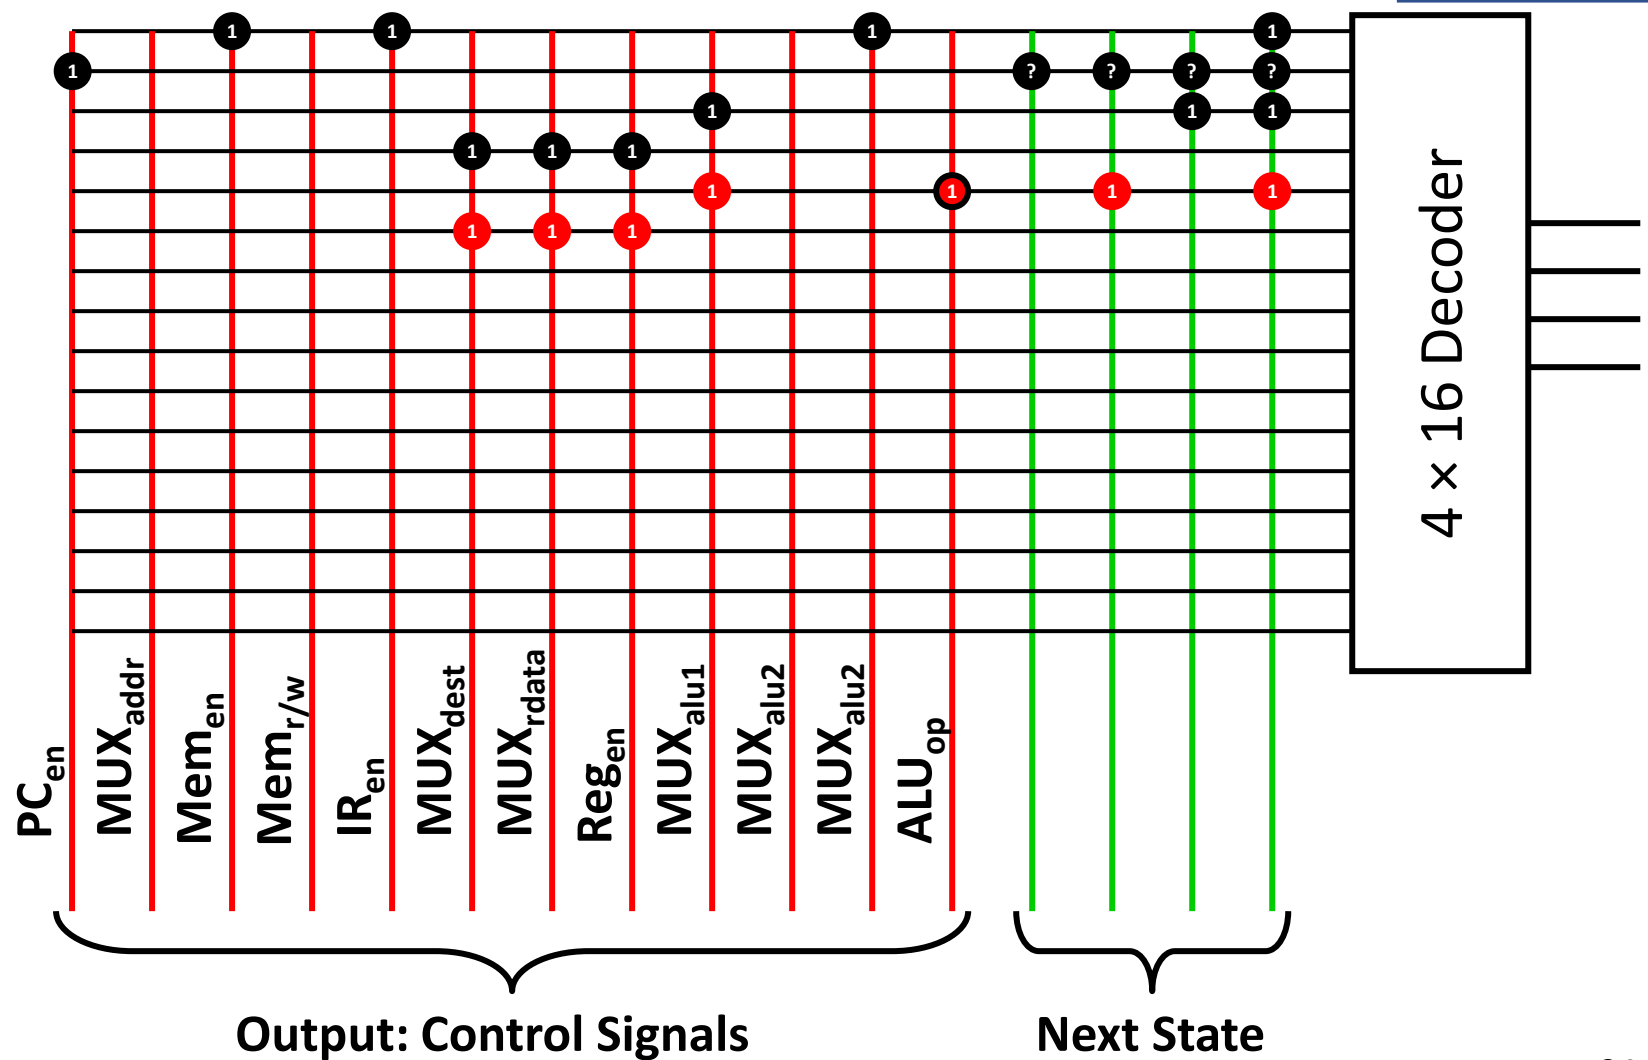 1 1 1 1
1 ? ? ? ?
1 1 1
1 1 1
1 1 1 1
1 1 1
4 × 16 Decoder
PCen
MUXaddr
Memen
Memr/w
IRen
MUXdest
MUXrdata
Regen
MUXalu1
MUXalu2
MUXalu2
ALUop
Output: Control Signals
Next State